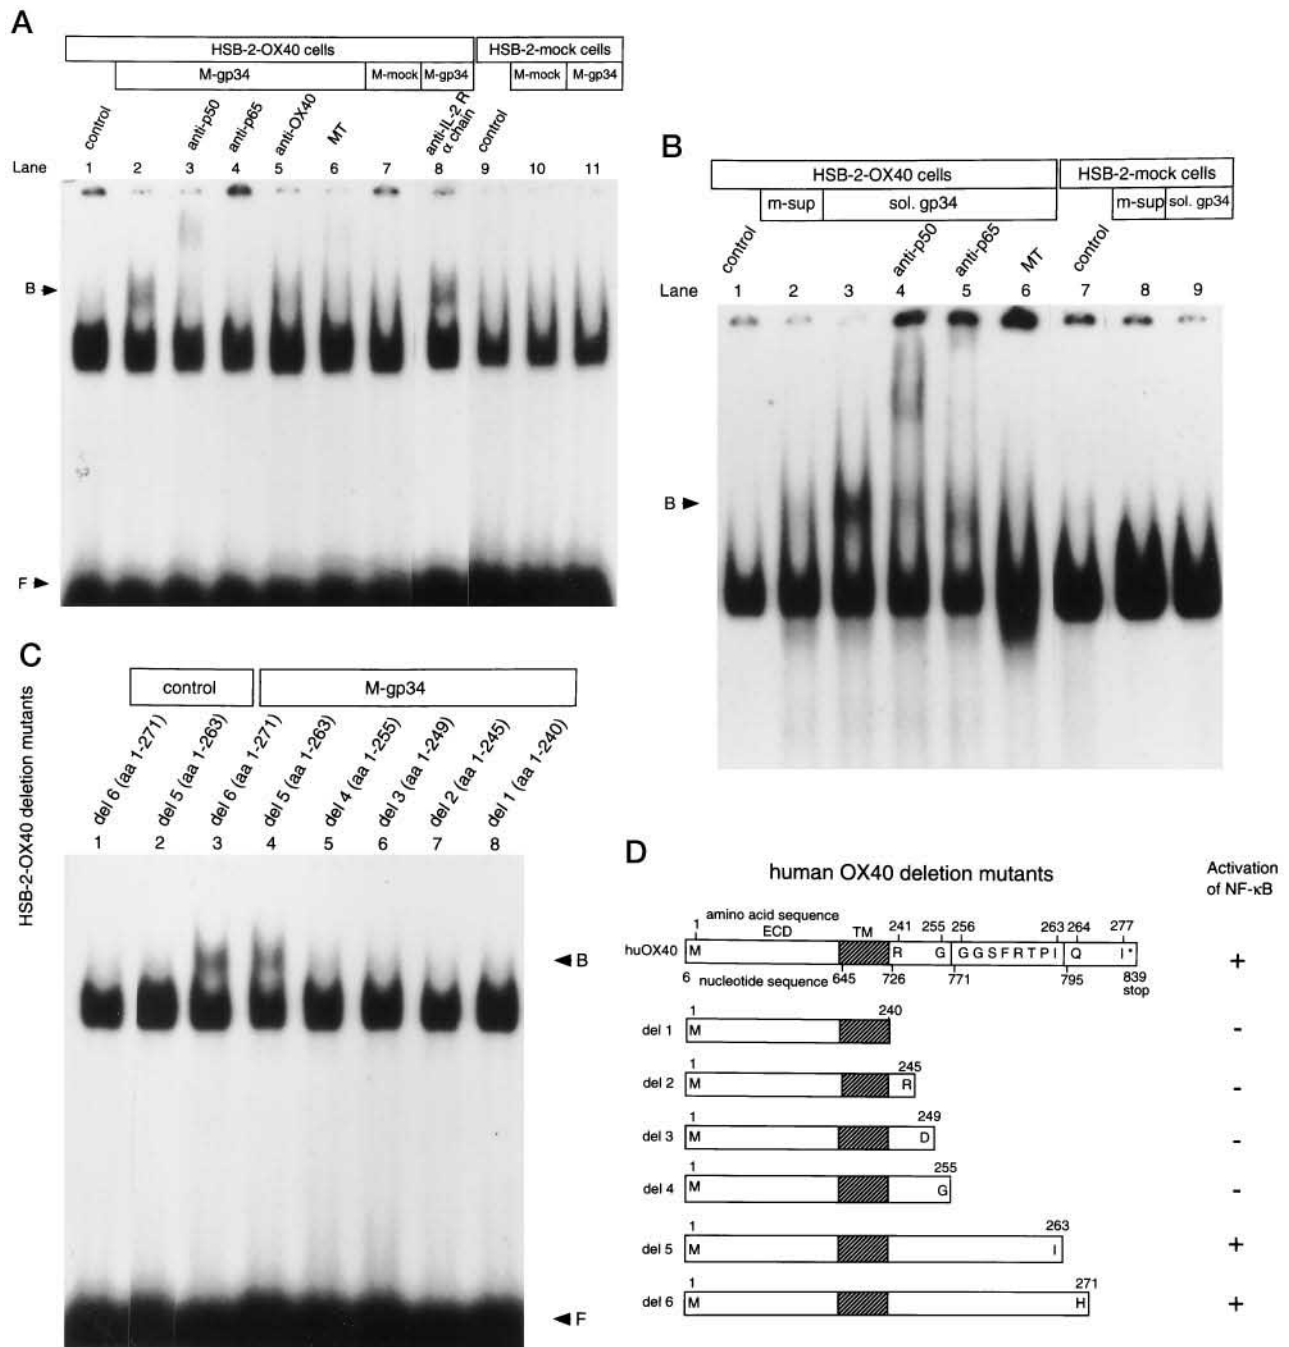 A
HSB-2-OX40 cells
HSB-2-mock cells
M-gp34
M-mock
M-gp34
M-mock
M-gp34
control
anti-p50
anti-p65
anti-OX40
MT
anti-IL-2 R
α chain
control
Lane 1 2 3 4 5 6 7 8 9 10 11
B
F
B
HSB-2-OX40 cells
HSB-2-mock cells
m-sup
sol. gp34
m-sup
sol. gp34
control
anti-p50
anti-p65
MT
control
Lane 1 2 3 4 5 6 7 8 9
B
C
HSB-2-OX40 deletion mutants
control
M-gp34
del 6 (aa 1-271)
del 5 (aa 1-263)
del 6 (aa 1-271)
del 5 (aa 1-263)
del 4 (aa 1-255)
del 3 (aa 1-249)
del 2 (aa 1-245)
del 1 (aa 1-240)
1 2 3 4 5 6 7 8
B
F
D
human OX40 deletion mutants
Activation
of NF-κB
amino acid sequence
1 ECD TM 241 255 256 263 264 277
huOX40 M R G G G S F R T P I Q I * +
6 nucleotide sequence 645 726 771 795 839
stop
1 240
del 1 M -
1 245
del 2 M R -
1 249
del 3 M D -
1 255
del 4 M G -
1 263
del 5 M I +
1 271
del 6 M H +